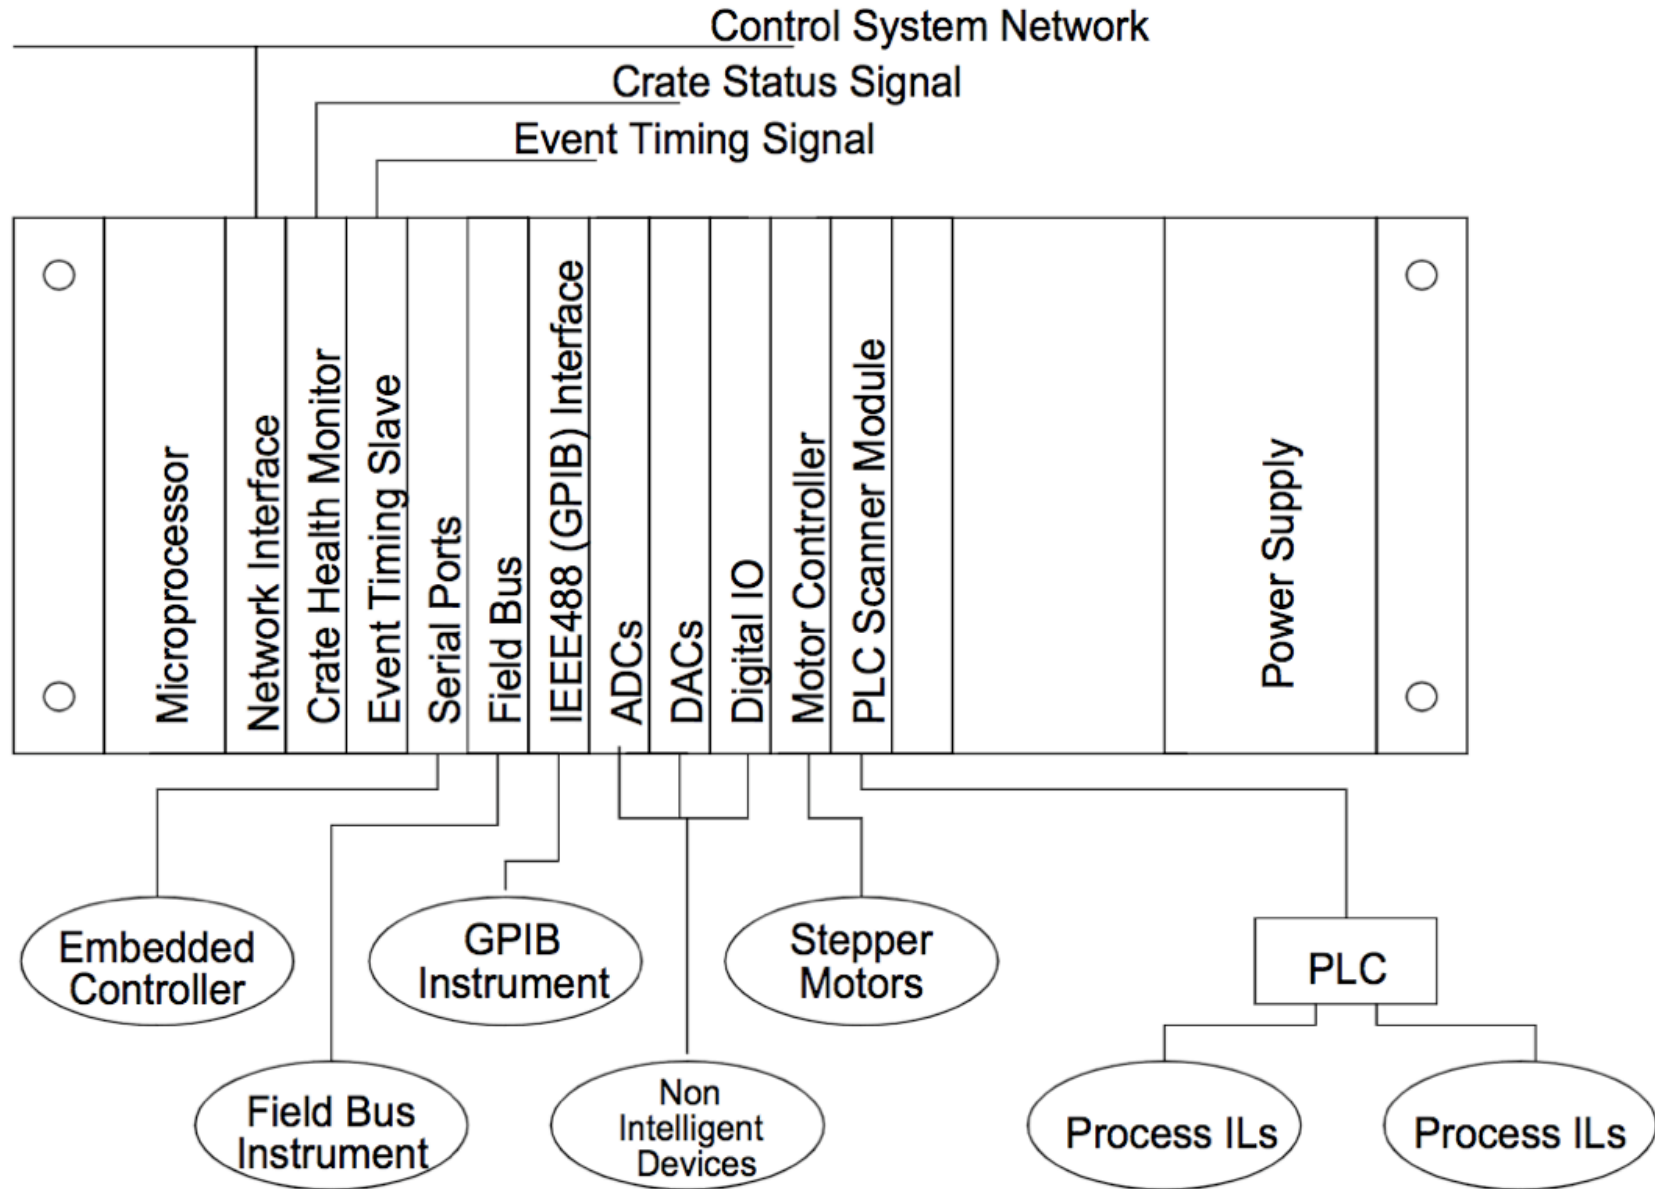 Control System Network
Crate Status Signal
Event Timing Signal
Microprocessor
Network Interface
Crate Health Monitor
Event Timing Slave
Serial Ports
Field Bus
IEEE488 (GPIB) Interface
ADCs
DACs
Digital IO
Motor Controller
PLC Scanner Module
Power Supply
Embedded
Controller
GPIB
Instrument
Stepper
Motors
PLC
Field Bus
Instrument
Non
Intelligent
Devices
Process ILs
Process ILs